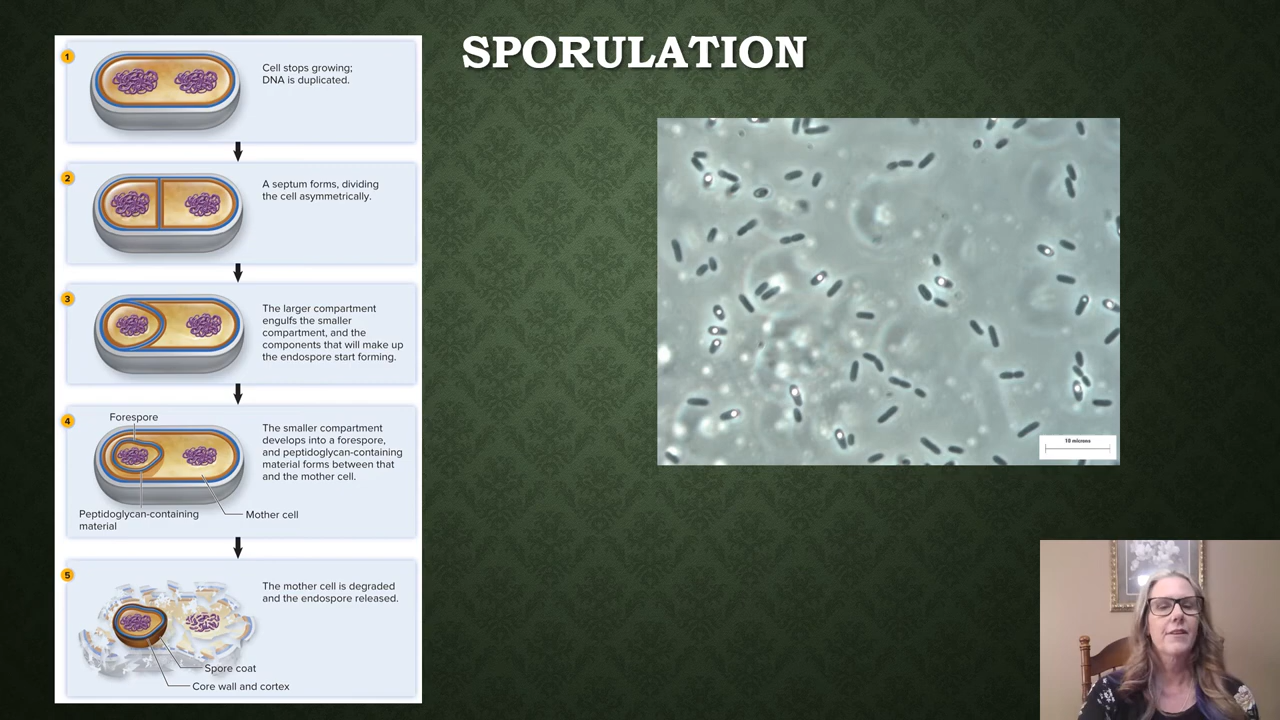 SPORULATION
1
Cell stops growing;
DNA is duplicated.
2
A septum forms, dividing
the cell asymmetrically.
3
The larger compartment
engulfs the smaller
compartment, and the
components that will make up
the endospore start forming.
4
Forespore
The smaller compartment
develops into a forespore,
and peptidoglycan-containing
material forms between that
and the mother cell.
Peptidoglycan-containing
material
Mother cell
5
The mother cell is degraded
and the endospore released.
Spore coat
Core wall and cortex
10 microns